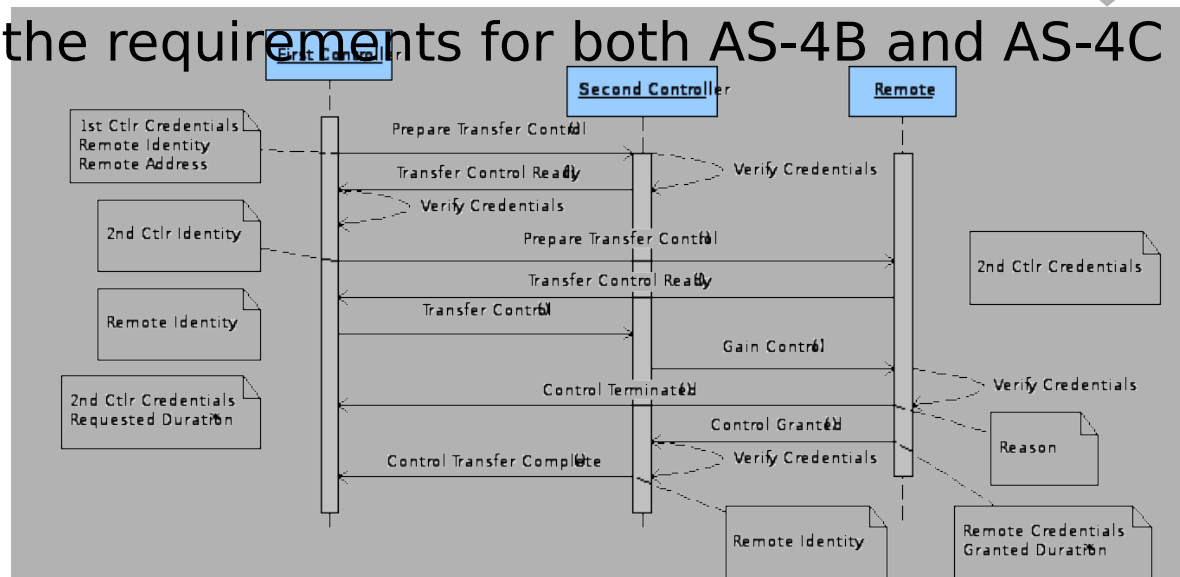 the requirements for both AS-4B and AS-4C
First Controller
Second Controller
Remote
1st Ctlr Credentials
Remote Identity
Remote Address
Prepare Transfer Control()
Verify Credentials
Transfer Control Ready()
Verify Credentials
2nd Ctlr Identity
Prepare Transfer Control()
2nd Ctlr Credentials
Transfer Control Ready()
Remote Identity
Transfer Control()
Gain Control()
2nd Ctlr Credentials
Requested Duration*
Control Terminated()
Verify Credentials
Control Granted()
Reason
Control Transfer Complete()
Verify Credentials
Remote Identity
Remote Credentials
Granted Duration*